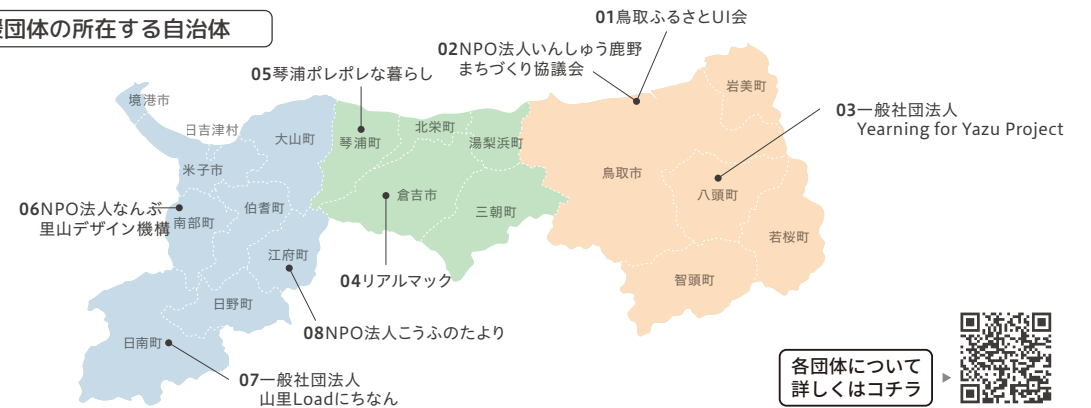 団体の所在する自治体
01鳥取ふるさとUI会
02NPO法人いんしゅう鹿野
まちづくり協議会
05琴浦ポレポレな暮らし
03一般社団法人
Yearning for Yazu Project
境港市
日吉津村
大山町
米子市
琴浦町
北栄町
湯梨浜町
岩美町
鳥取市
八頭町
倉吉市
三朝町
伯耆町
南部町
06NPO法人なんぶ
里山デザイン機構
若桜町
江府町
智頭町
04リアルマック
日野町
08NPO法人こうふのたより
日南町
07一般社団法人
山里Loadにちなん
各団体について
詳しくはコチラ